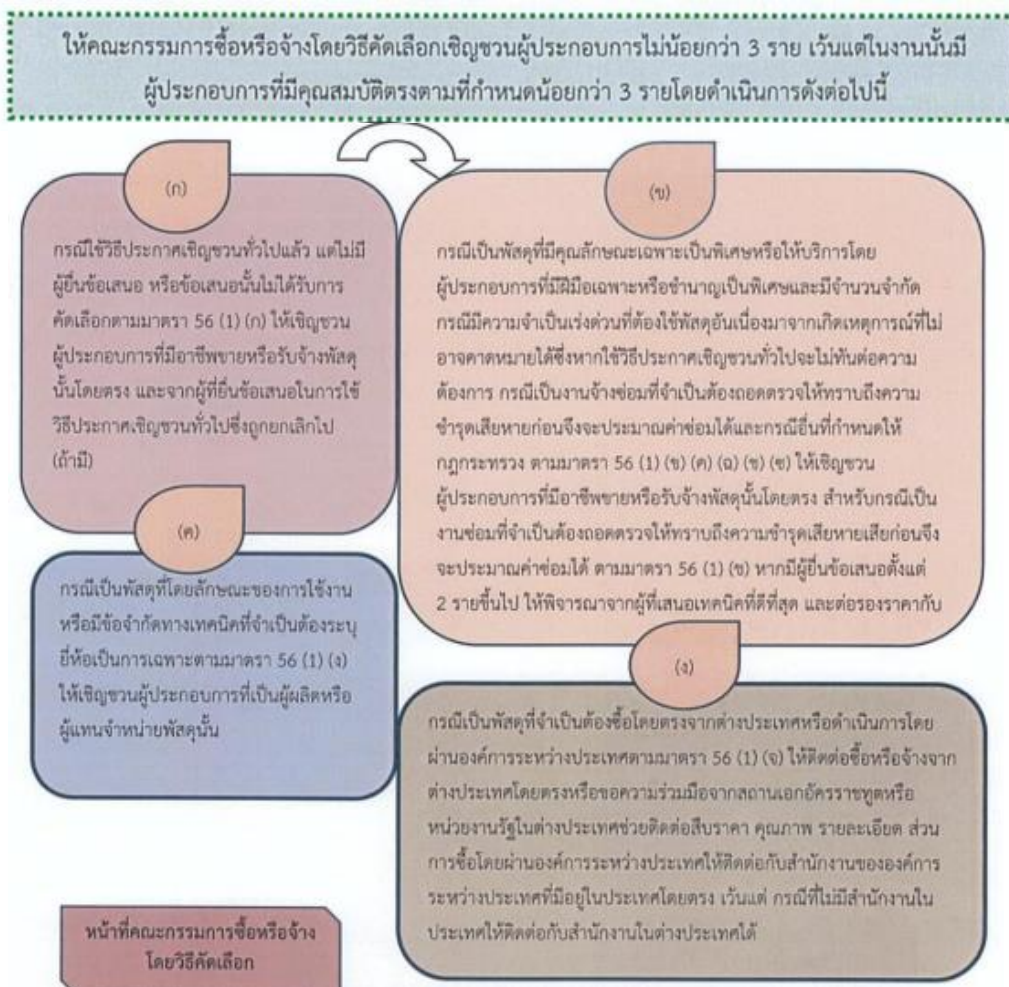 ให้คณะกรรมการซื้อหรือจ้างโดยวิธีคัดเลือกเชิญชวนผู้ประกอบการไม่น้อยกว่า 3 ราย เว้นแต่ในงานนั้นมี
ผู้ประกอบการที่มีคุณสมบัติตรงตามที่กำหนดน้อยกว่า 3 รายโดยดำเนินการดังต่อไปนี้
(ก)
กรณีใช้วิธีประกาศเชิญชวนทั่วไปแล้ว แต่ไม่มี
ผู้ยื่นข้อเสนอ หรือข้อเสนอนั้นไม่ได้รับการ
คัดเลือกตามมาตรา 56 (1) (ก) ให้เชิญชวน
ผู้ประกอบการที่มีอาชีพขายหรือรับจ้างพัสดุ
นั้นโดยตรง และจากผู้ที่ยื่นข้อเสนอในการใช้
วิธีประกาศเชิญชวนทั่วไปซึ่งถูกยกเลิกไป
(ถ้ามี)
(ข)
กรณีเป็นพัสดุที่มีคุณลักษณะเฉพาะเป็นพิเศษหรือให้บริการโดย
ผู้ประกอบการที่มีฝีมือเฉพาะหรือชำนาญเป็นพิเศษและมีจำนวนจำกัด
กรณีมีความจำเป็นเร่งด่วนที่ต้องใช้พัสดุอันเนื่องมาจากเกิดเหตุการณ์ที่ไม่
อาจคาดหมายได้ซึ่งหากใช้วิธีประกาศเชิญชวนทั่วไปจะไม่ทันต่อความ
ต้องการ กรณีเป็นงานจ้างซ่อมที่จำเป็นต้องถอดตรวจให้ทราบถึงความ
ชำรุดเสียหายก่อนจึงจะประมาณค่าซ่อมได้และกรณีอื่นที่กำหนดให้
กฎกระทรวง ตามมาตรา 56 (1) (ข) (ค) (ฉ) (ช) (ซ) ให้เชิญชวน
ผู้ประกอบการที่มีอาชีพขายหรือรับจ้างพัสดุนั้นโดยตรง สำหรับกรณีเป็น
งานซ่อมที่จำเป็นต้องถอดตรวจให้ทราบถึงความชำรุดเสียหายเสียก่อนจึง
จะประมาณค่าซ่อมได้ ตามมาตรา 56 (1) (ช) หากมีผู้ยื่นข้อเสนอตั้งแต่
2 รายขึ้นไป ให้พิจารณาจากผู้ที่เสนอเทคนิคที่ดีที่สุด และต่อรองราคากับ
(ค)
กรณีเป็นพัสดุที่โดยลักษณะของการใช้งาน
หรือมีข้อจำกัดทางเทคนิคที่จำเป็นต้องระบุ
ยี่ห้อเป็นการเฉพาะตามมาตรา 56 (1) (ง)
ให้เชิญชวนผู้ประกอบการที่เป็นผู้ผลิตหรือ
ผู้แทนจำหน่ายพัสดุนั้น
(ง)
กรณีเป็นพัสดุที่จำเป็นต้องซื้อโดยตรงจากต่างประเทศหรือดำเนินการโดย
ผ่านองค์การระหว่างประเทศตามมาตรา 56 (1) (จ) ให้ติดต่อซื้อหรือจ้างจาก
ต่างประเทศโดยตรงหรือขอความร่วมมือจากสถานเอกอัครราชทูตหรือ
หน่วยงานรัฐในต่างประเทศช่วยติดต่อสืบราคา คุณภาพ รายละเอียด ส่วน
การซื้อโดยผ่านองค์การระหว่างประเทศให้ติดต่อกับสำนักงานขององค์การ
ระหว่างประเทศที่มีอยู่ในประเทศโดยตรง เว้นแต่ กรณีที่ไม่มีสำนักงานใน
ประเทศให้ติดต่อกับสำนักงานในต่างประเทศได้
หน้าที่คณะกรรมการซื้อหรือจ้าง
โดยวิธีคัดเลือก